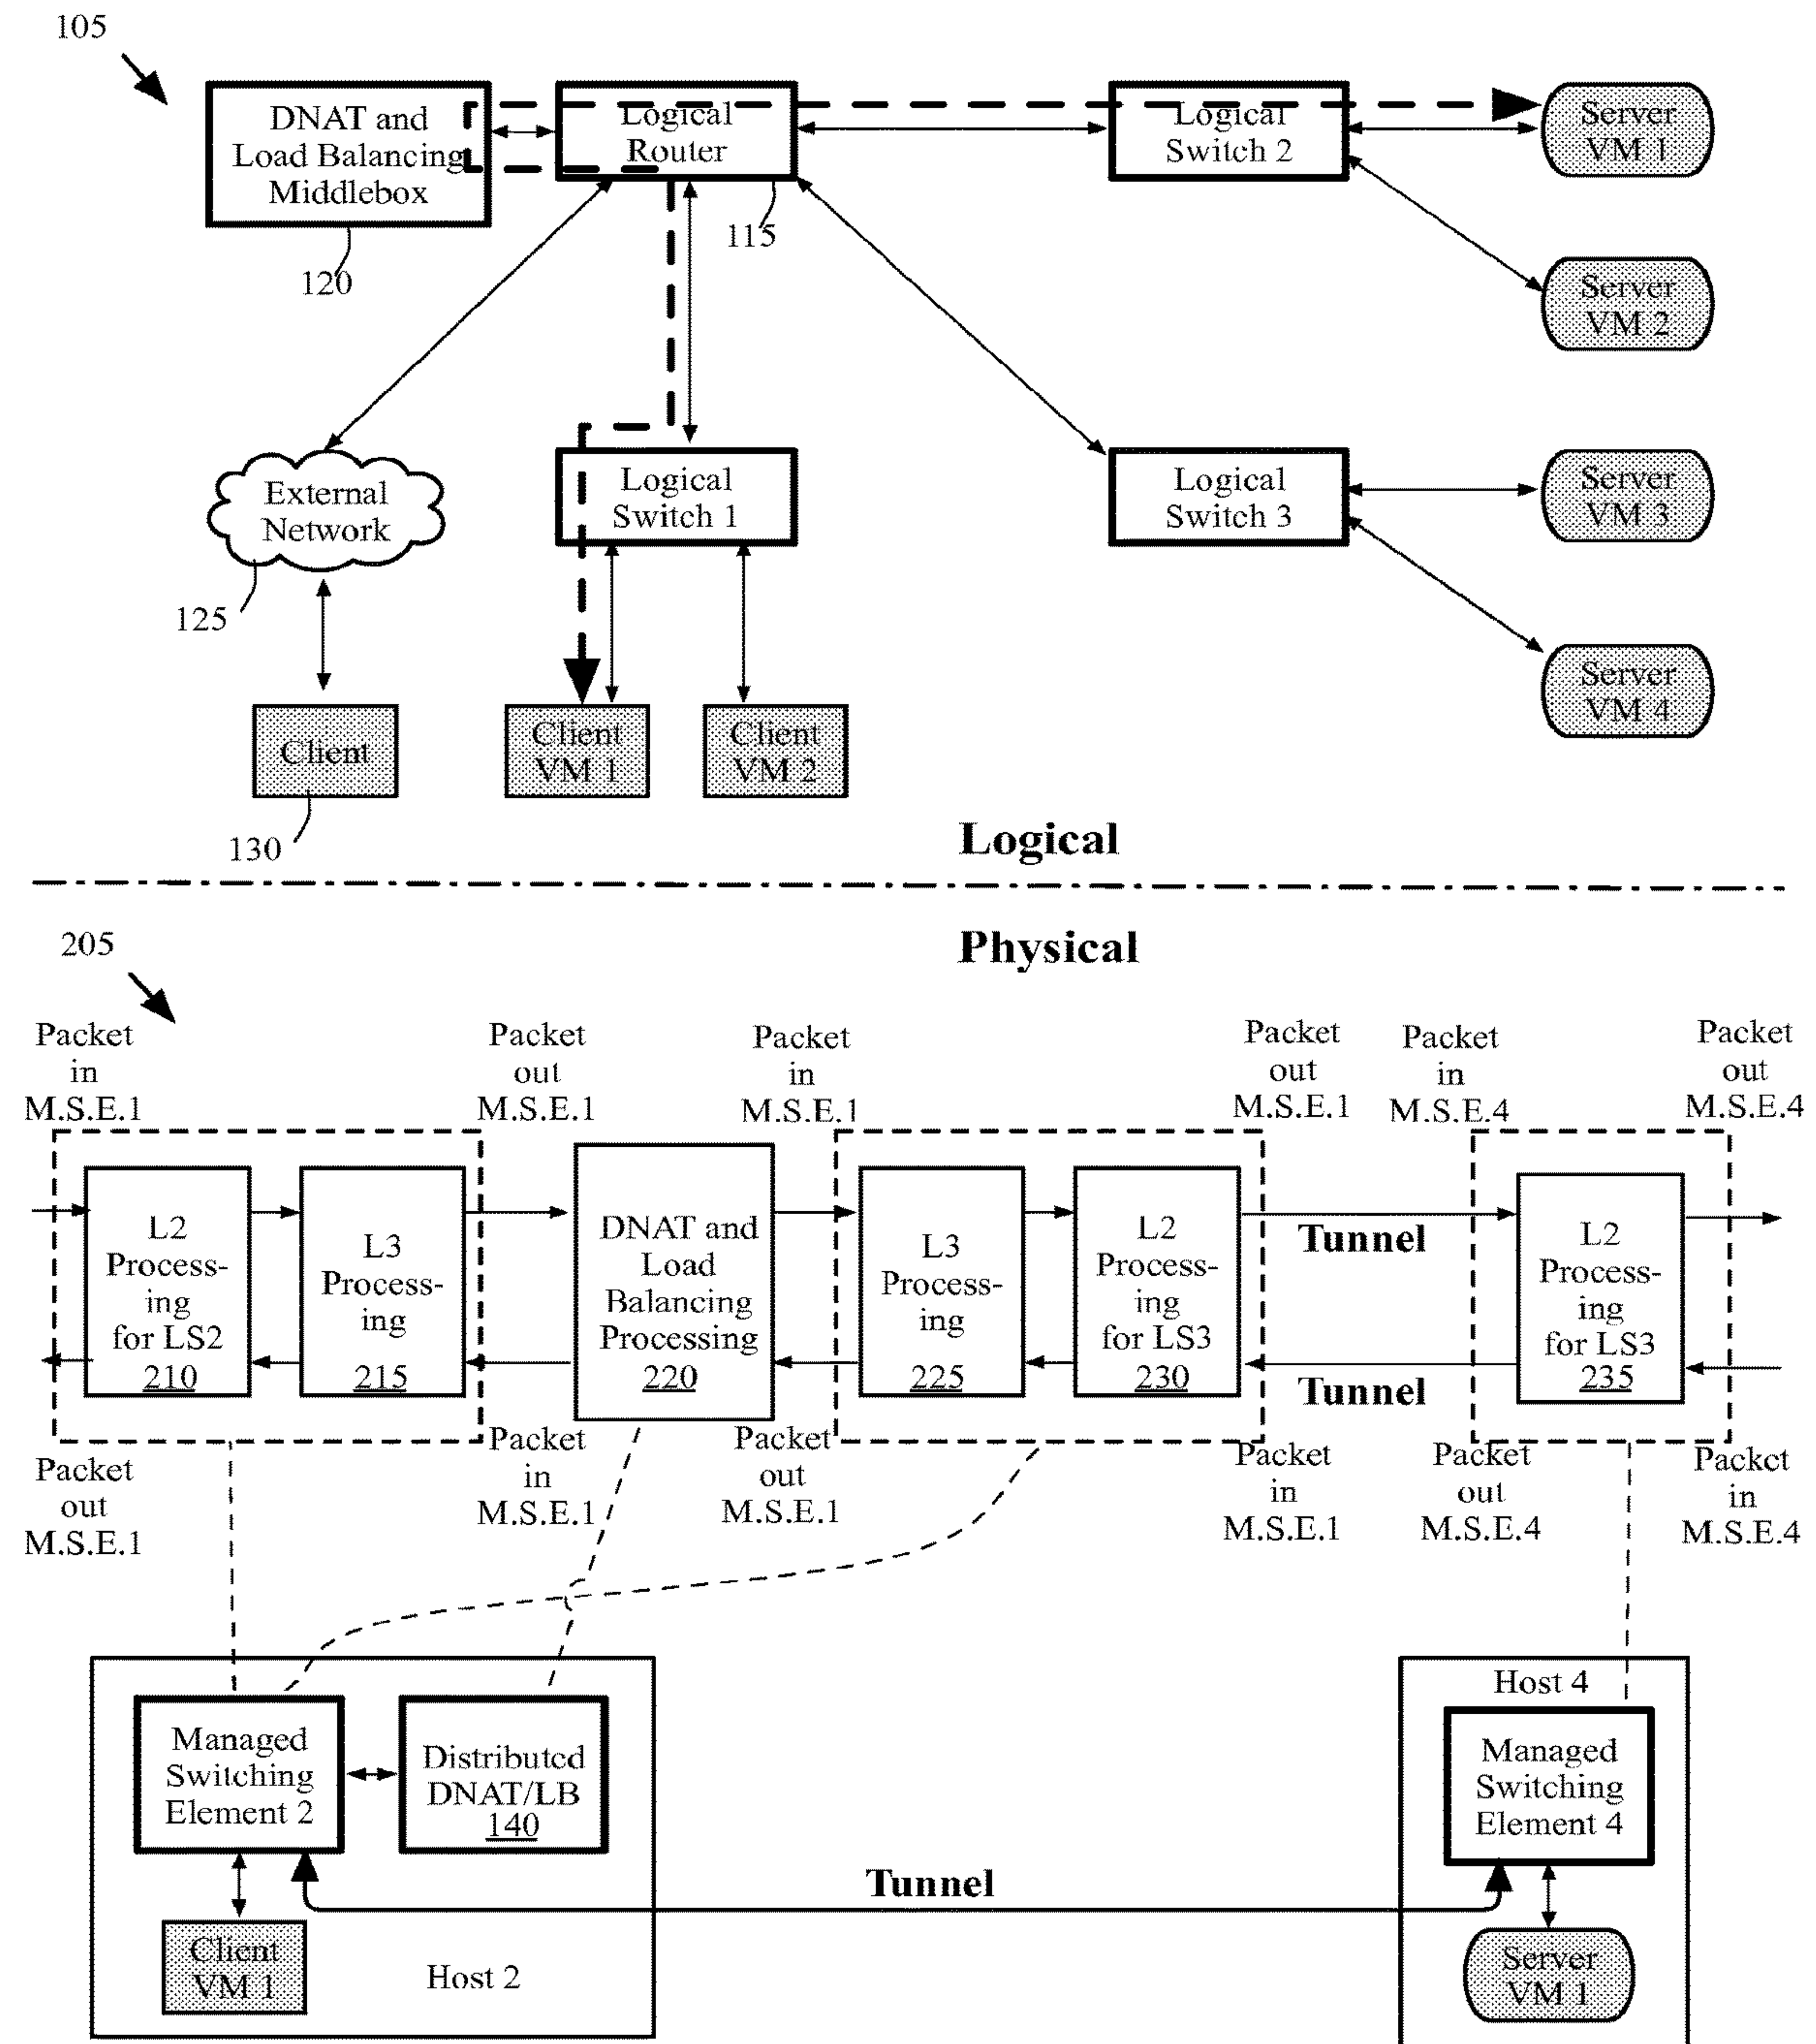 105
DNAT and
Load Balancing
Middlebox
Logical
Router
Logical
Switch 2
Server
VM 1
120
115
Server
VM 2
External
Network
Logical
Switch 1
Logical
Switch 3
Server
VM 3
125
Server
VM 4
Client
Client
VM 1
Client
VM 2
130
Logical
Physical
205
Packet
in
M.S.E.1
Packet
out
M.S.E.1
Packet
in
M.S.E.1
Packet
out
M.S.E.1
Packet
in
M.S.E.4
Packet
out
M.S.E.4
L2
Process-
ing
for LS2
210
L3
Process-
ing
215
DNAT and
Load
Balancing
Processing
220
L3
Process-
ing
225
L2
Process-
ing
for LS3
230
Tunnel
Tunnel
L2
Process-
ing
for LS3
235
Packet
out
M.S.E.1
Packet
in
M.S.E.1
Packet
out
M.S.E.1
Packet
in
M.S.E.1
Packet
out
M.S.E.4
Packet
in
M.S.E.4
Managed
Switching
Element 2
Distributed
DNAT/LB
140
Host 4
Managed
Switching
Element 4
Tunnel
Client
VM 1
Host 2
Server
VM 1